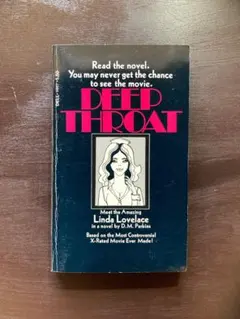 Read the novel.
You may never get the chance
to see the movie.
DEEP
THROAT
Meet the Amazing
Linda Lovelace
in a novel by D.M. Perkins
Based on the Most Controversial
X-Rated Movie Ever Made!